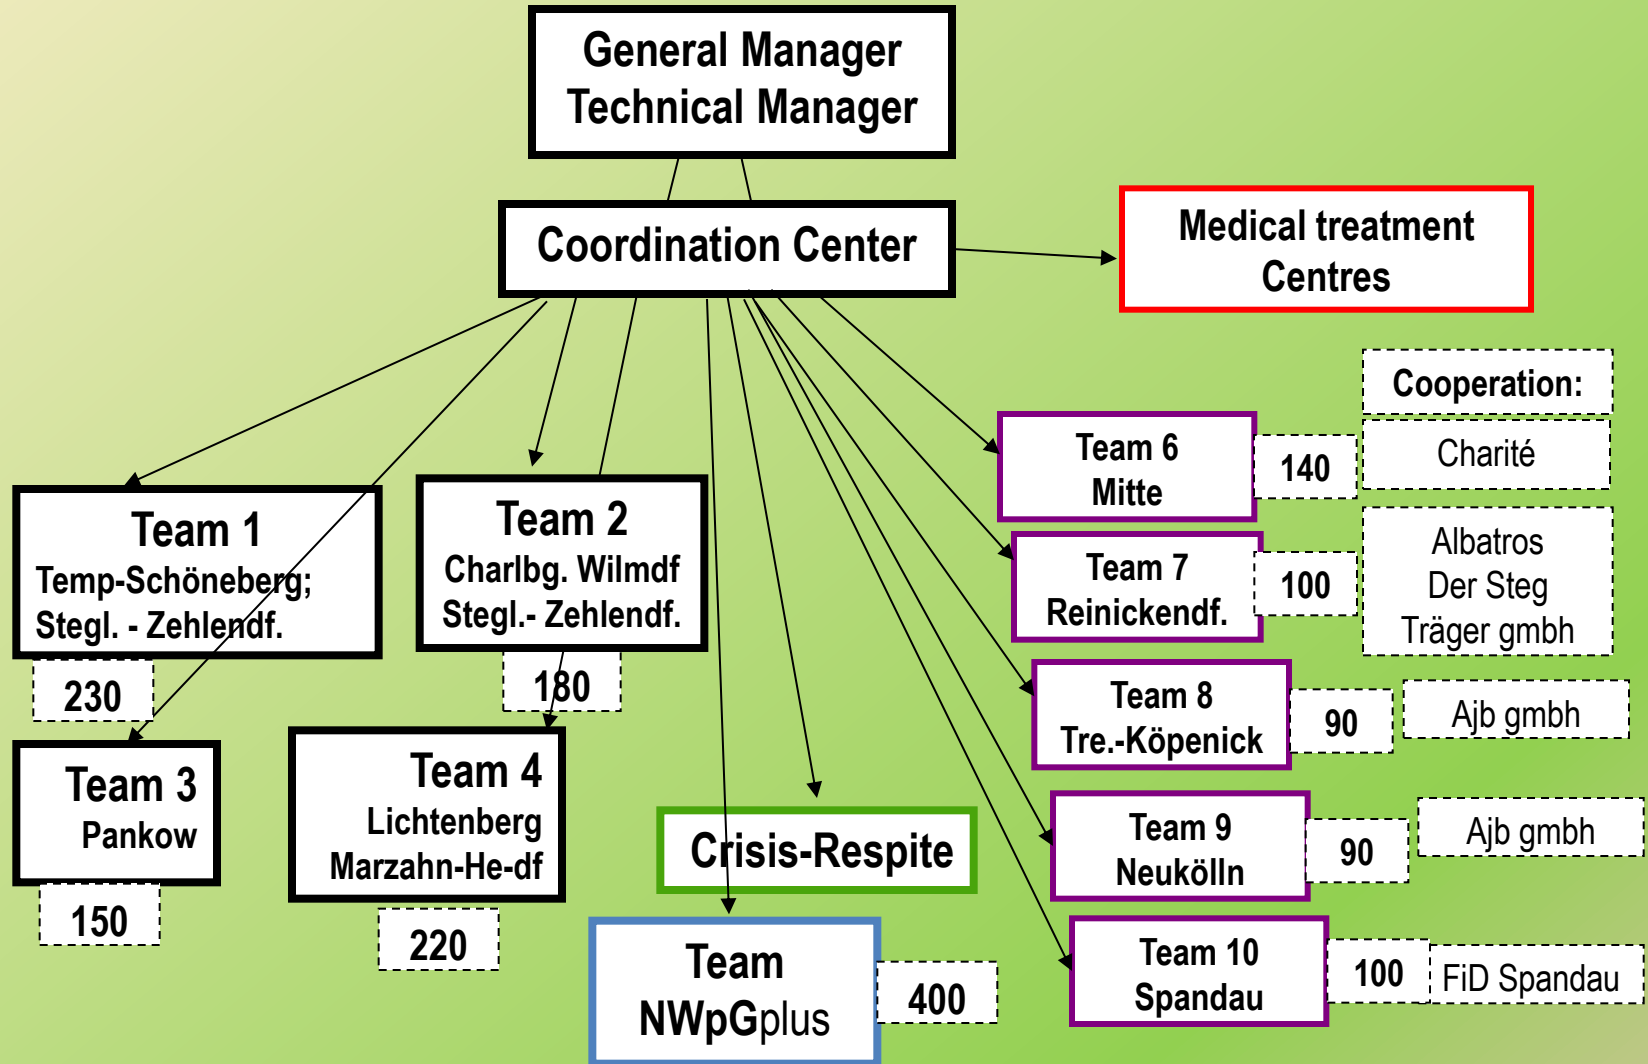 General Manager
Technical Manager
Coordination Center
Medical treatment
Centres
Cooperation:
Team 6
Mitte
140
Charité
Team 1
Temp-Schöneberg;
Stegl. - Zehlendf.
230
Team 2
Charlbg. Wilmdf
Stegl.- Zehlendf.
180
Team 7
Reinickendf.
100
Albatros
Der Steg
Träger gmbh
Team 8
Tre.-Köpenick
90
Ajb gmbh
Team 3
Pankow
150
Team 4
Lichtenberg
Marzahn-He-df
220
Crisis-Respite
Team 9
Neukölln
90
Ajb gmbh
Team
NWpGplus
400
Team 10
Spandau
100
FiD Spandau